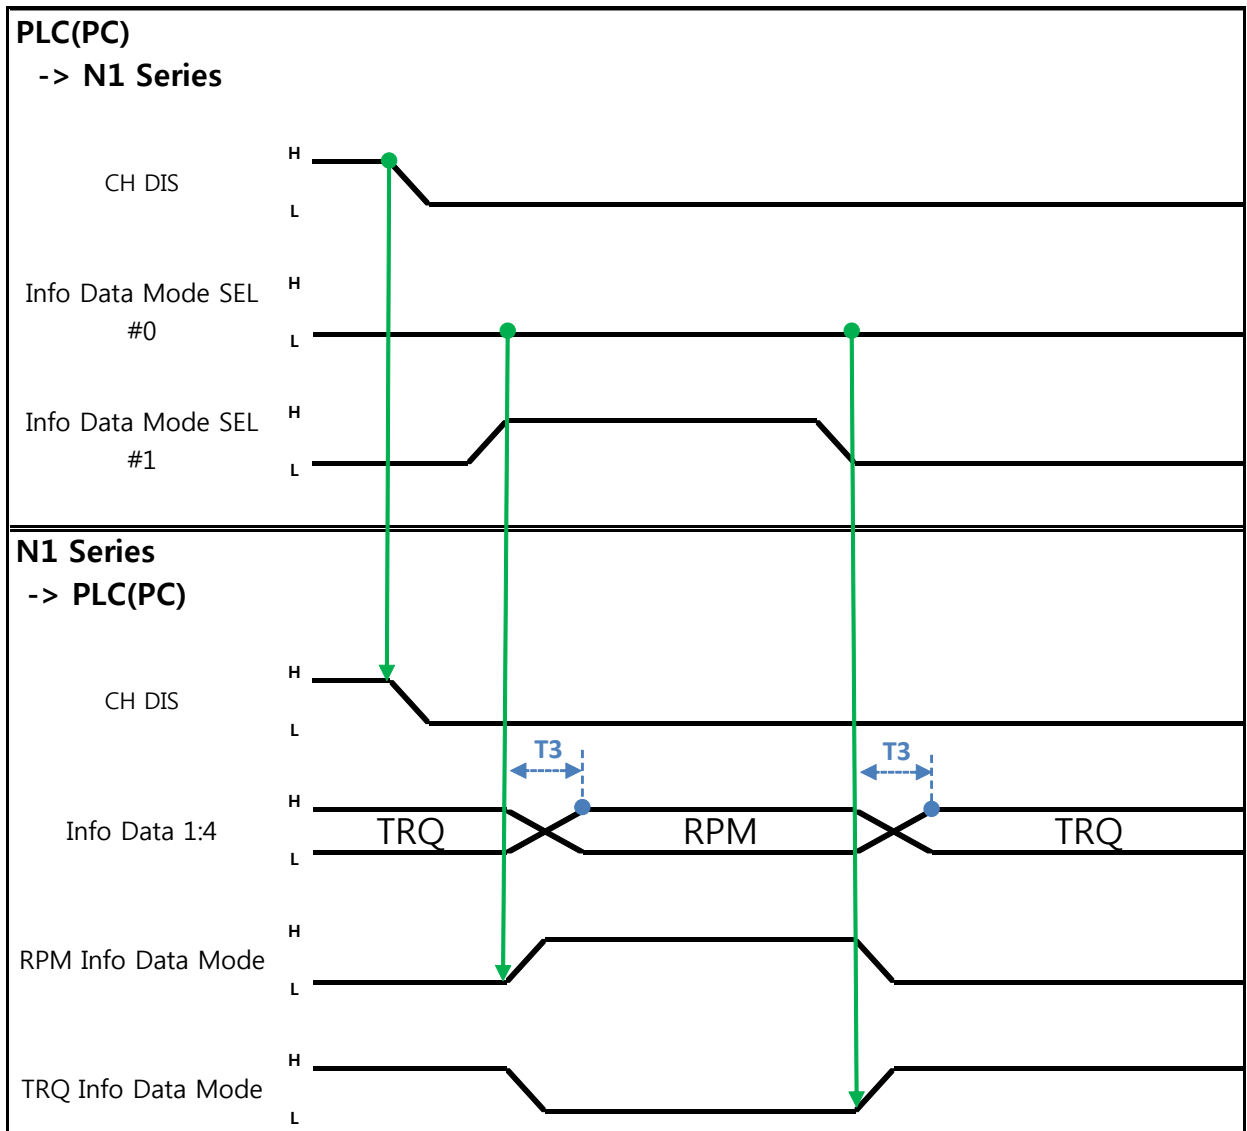 PLC(PC)
-> N1 Series
H
CH DIS
L
H
Info Data Mode SEL
#0
L
H
Info Data Mode SEL
#1
L
N1 Series
-> PLC(PC)
H
CH DIS
L
T3 T3
H
Info Data 1:4 TRQ RPM TRQ
L
H
RPM Info Data Mode
L
H
TRQ Info Data Mode
L